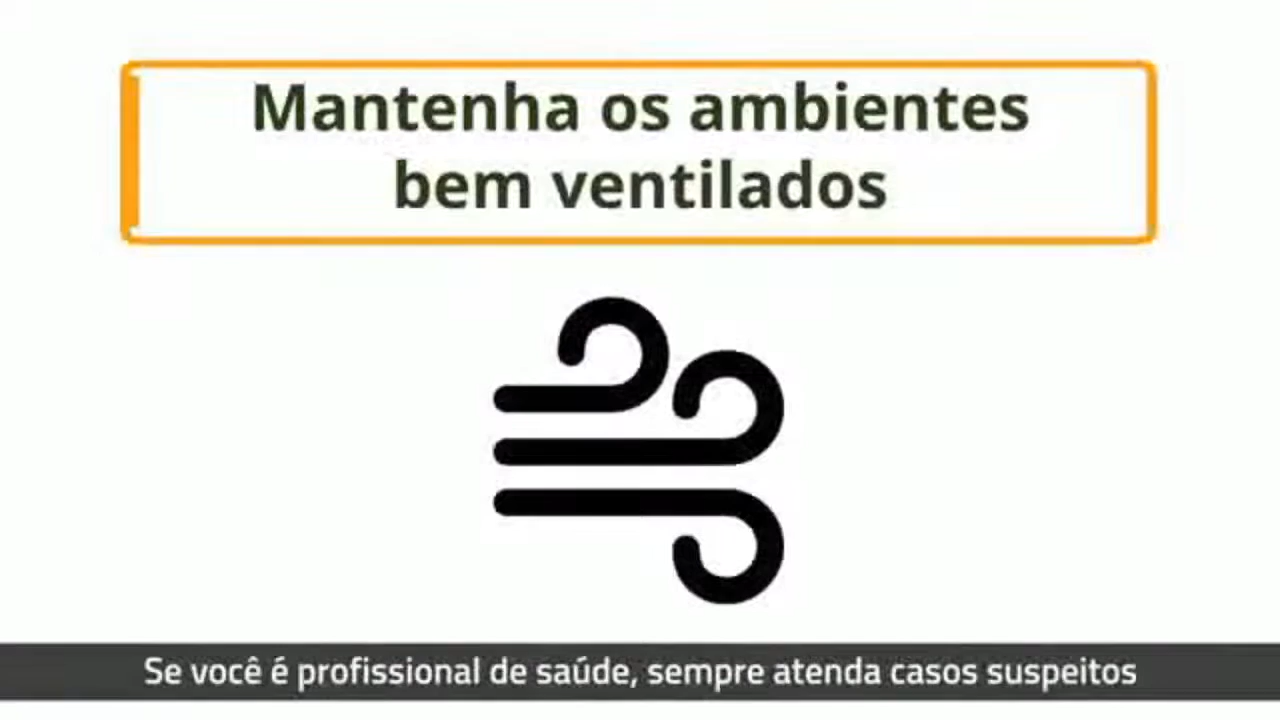 Mantenha os ambientes
bem ventilados
Se você é profissional de saúde, sempre atenda casos suspeitos